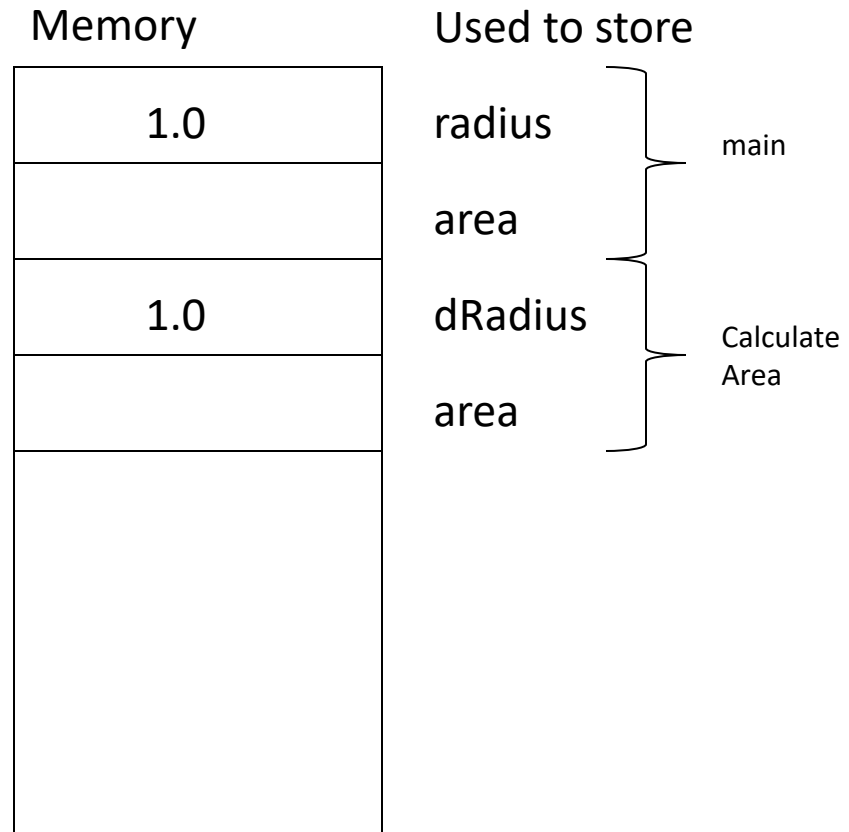 Memory Used to store
1.0 radius
main
area
1.0 dRadius
Calculate
Area
area